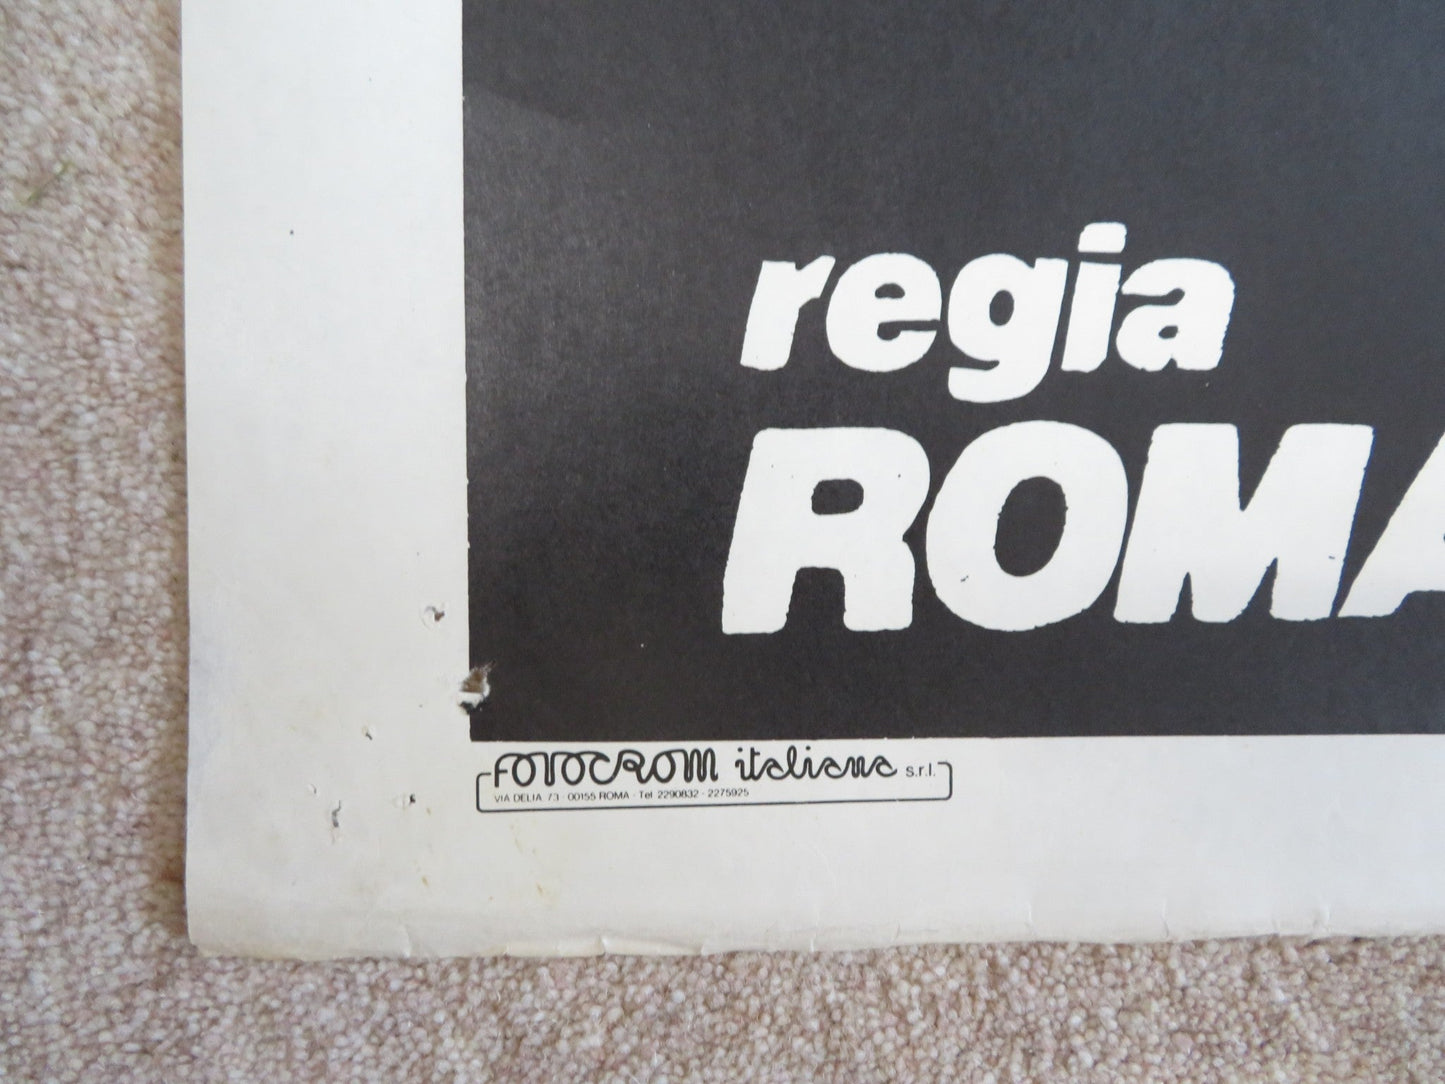 regia
ROMA
FOTOCROM italiana s.r.l.
VIA DELIA, 73 - 00155 ROMA - Tel. 2290832 - 2275925